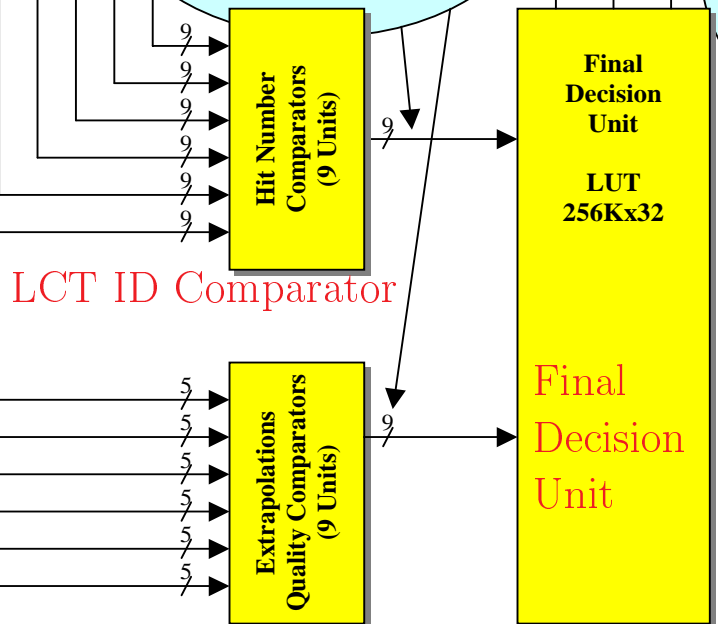 9
9
9
9
9
9
Hit Number
Comparators
(9 Units)
9
Final
Decision
Unit
LUT
256Kx32
LCT ID Comparator
5
5
5
5
5
5
Extrapolations
Quality Comparators
(9 Units)
9
Final
Decision
Unit